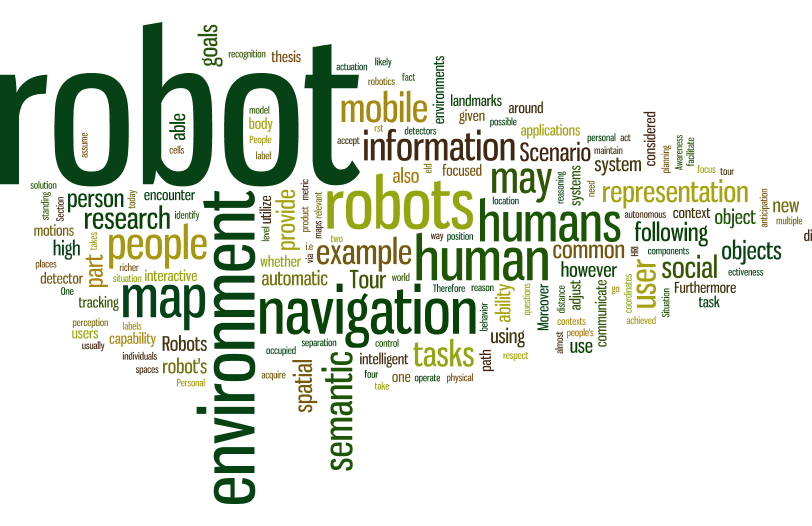 robot
goals
recognition
thesis
actuation
likely
robotics
fact
environments
model
body
People
label
able
cells
assume
mobile
landmarks
given
around
possible
rst
detectors
applications
accept
information
Scenario
personal
act
maintain
system
considered
planning
Awareness
facilitate
focus
tour
also
eld
focused
may
location
reasoning
systems
need
representation
anticipation
new
multiple
solution
standing
Section
person
today
encounter
research
identify
motions
high
takes
people
places
part
detector
richer
situation
interactive
One
tracking
map
perception
users
labels
usually
capability
Robots
individuals
spaces
robot's
Personal
environment
level
utilize
provide
product
metric
maps
relevant
robots
two
i.e
via
example
whether
automatic
Tour
world
way
position
humans
human
common
however
autonomous
context
object
following
HRI
components
objects
ectiveness
di
social
user
Furthermore
task
Situation
coordinates
achieved
navigation
Therefore
reason
behavior
ability
questions
Moreover
distance
adjust
go
communicate
contexts
people's
almost
use
using
path
respect
separation
occupied
control
intelligent
tasks
acquire
spatial
semantic
four
take
one
operate
physical